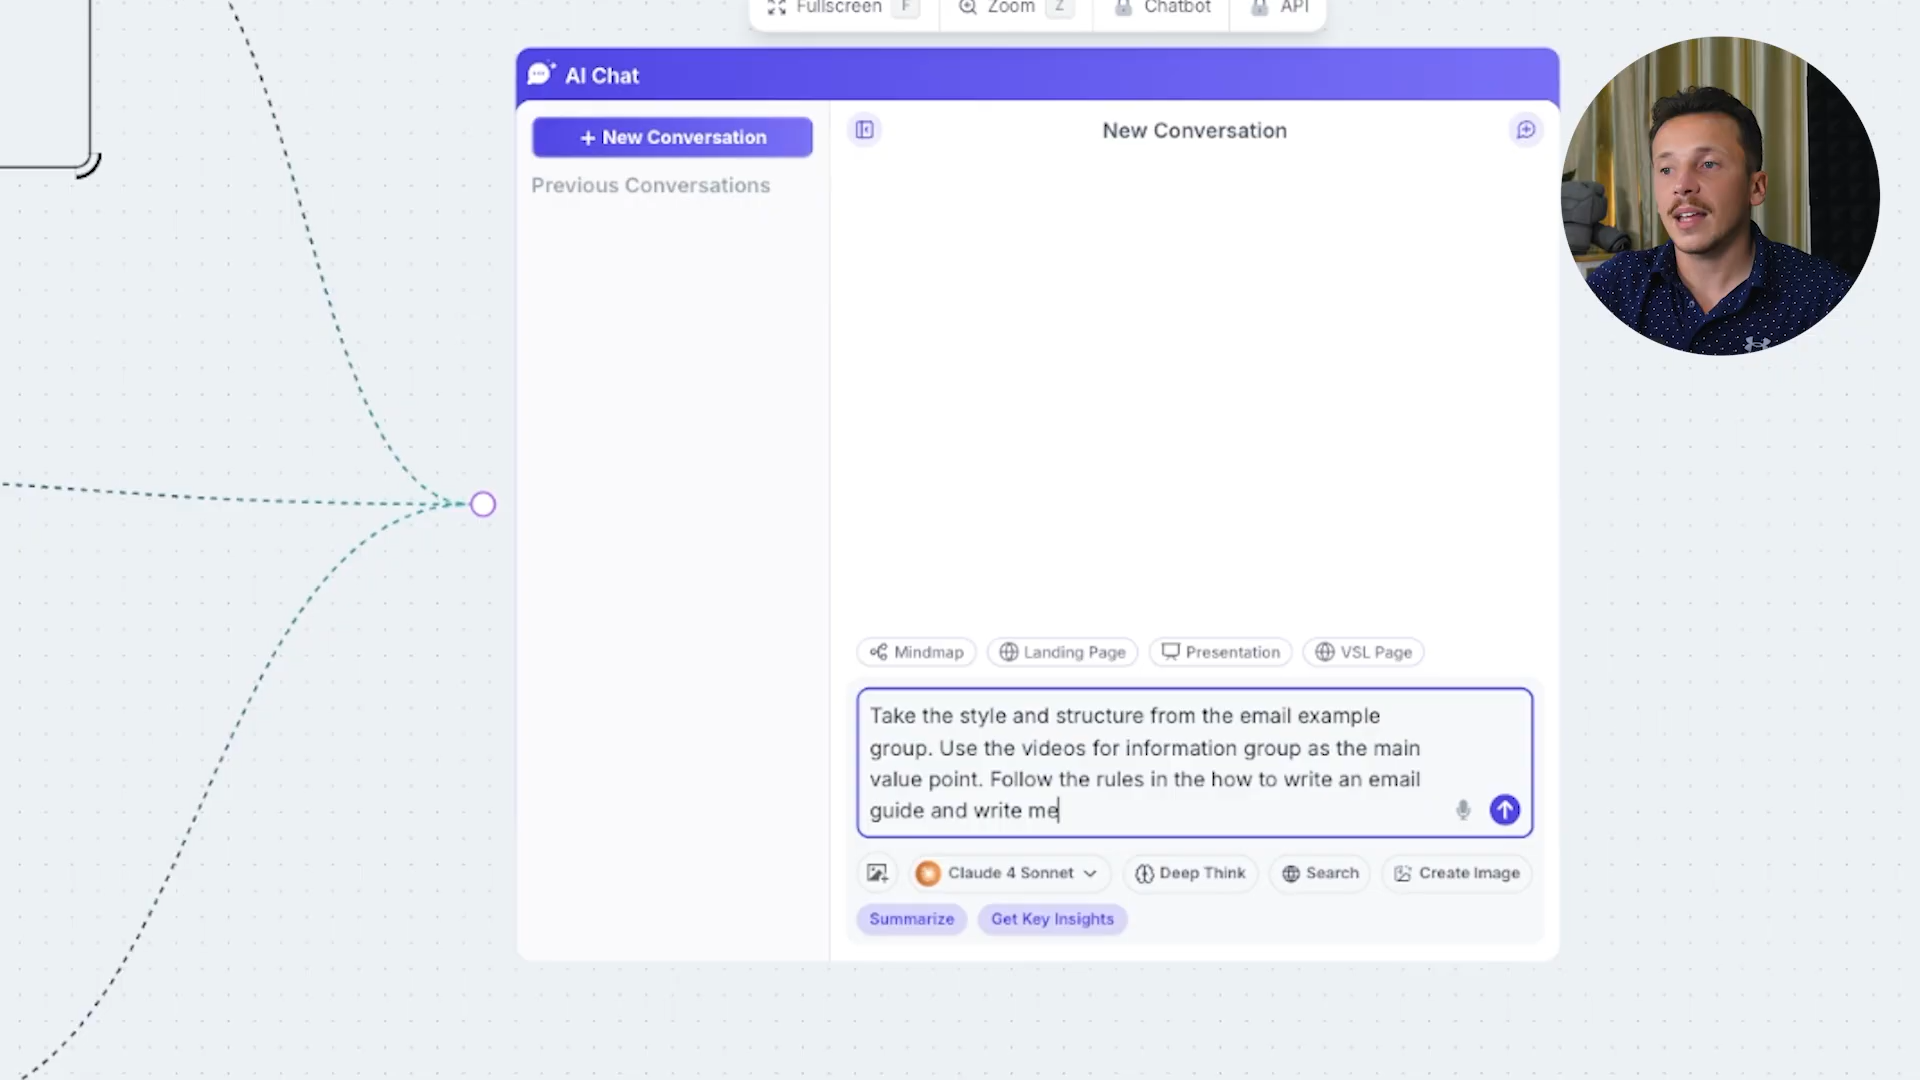 Fullscreen F Zoom Z Chatbot API
AI Chat
+ New Conversation
Previous Conversations
New Conversation
Mindmap Landing Page Presentation VSL Page
Take the style and structure from the email example
group. Use the videos for information group as the main
value point. Follow the rules in the how to write an email
guide and write me
Claude 4 Sonnet Deep Think Search Create Image
Summarize Get Key Insights